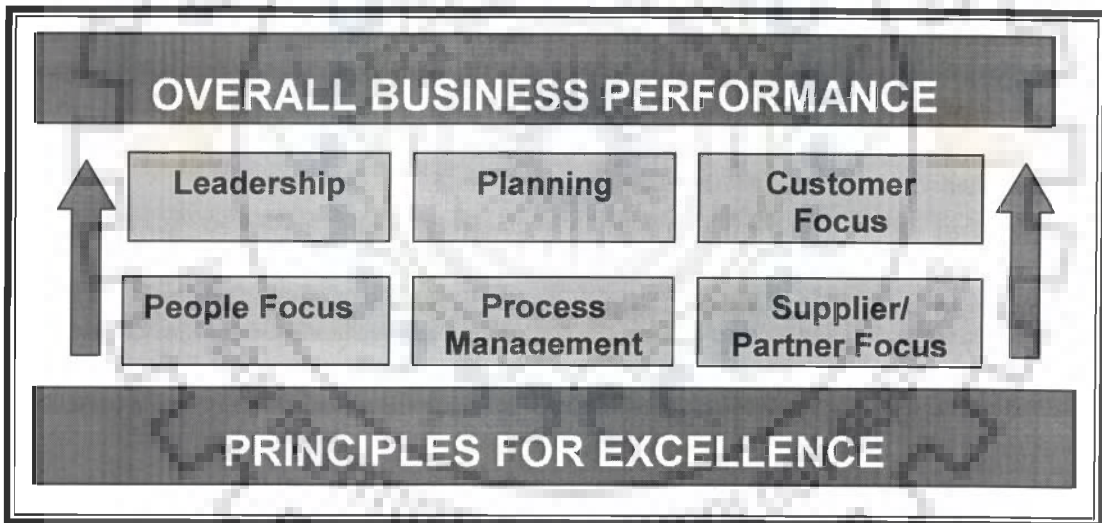 OVERALL BUSINESS PERFORMANCE
Leadership
Planning
Customer
Focus
People Focus
Process
Management
Supplier/
Partner Focus
PRINCIPLES FOR EXCELLENCE